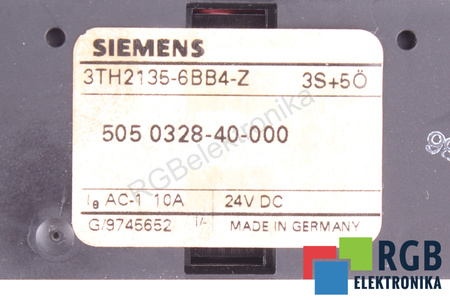 SIEMENS
3TH2135-6BB4-Z 3S+5Ö
505 0328-40-000
Ie AC-1 10A 24V DC
G/9745652 MADE IN GERMANY
RGBelektronika
RGB
ELEKTRONIKA